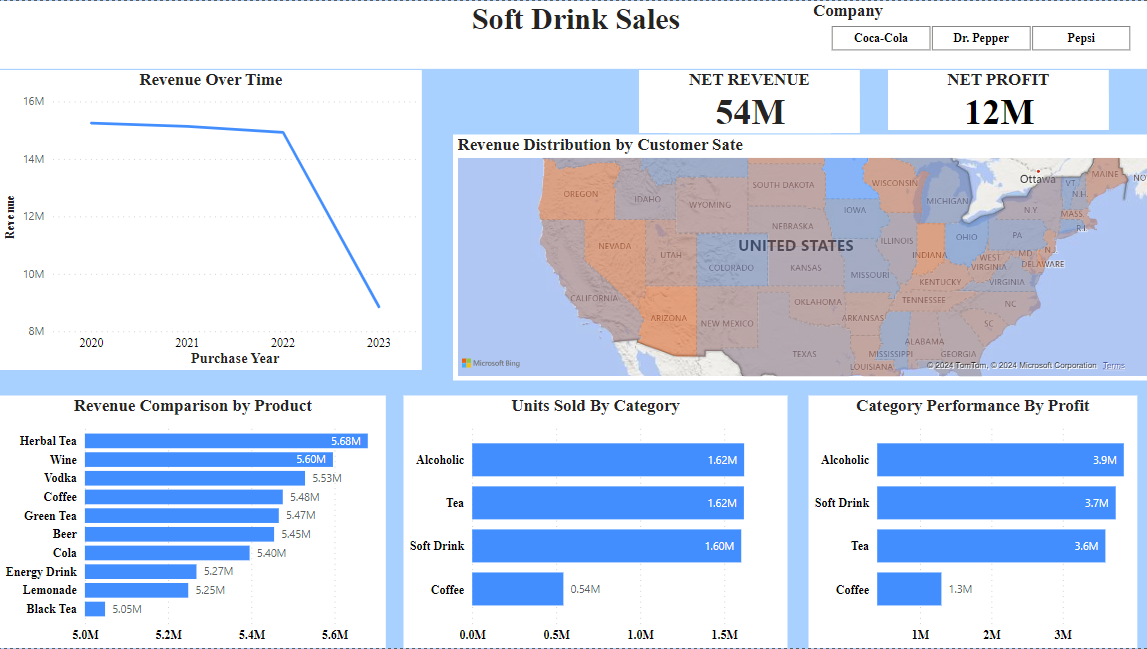 Soft Drink Sales
Company
Coca-Cola
Dr. Pepper
Pepsi
Revenue Over Time
16M
14M
12M
10M
8M
Revenue
2020
2021
2022
2023
Purchase Year
NET REVENUE
54M
NET PROFIT
12M
Revenue Distribution by Customer Sate
Ottawa
MAINE
NO
VT
N.H.
OREGON
IDAHO
WYOMING
SOUTH DAKOTA
WISCONSIN
MICHIGAN
N.Y
MASS
R.I.
NEBRASKA
IOWA
NEVADA
UTAH
COLORADO
UNITED STATES
KANSAS
ILLINOIS
INDIANA
OHIO
PA
N.J
MD
DELAWARE
WEST
VIRGINIA
MISSOURI
KENTUCKY
VIRGINIA
CALIFORNIA
ARIZONA
NEW MEXICO
OKLAHOMA
ARKANSAS
TENNESSEE
NC
SC
TEXAS
MISSISSIPPI
ALABAMA
GEORGIA
LOUISIANA
Microsoft Bing
© 2024 TomTom, © 2024 Microsoft Corporation Terms
Revenue Comparison by Product
Herbal Tea 5.68M
Wine 5.60M
Vodka 5.53M
Coffee 5.48M
Green Tea 5.47M
Beer 5.45M
Cola 5.40M
Energy Drink 5.27M
Lemonade 5.25M
Black Tea 5.05M
5.0M 5.2M 5.4M 5.6M
Units Sold By Category
Alcoholic 1.62M
Tea 1.62M
Soft Drink 1.60M
Coffee 0.54M
0.0M 0.5M 1.0M 1.5M
Category Performance By Profit
Alcoholic 3.9M
Soft Drink 3.7M
Tea 3.6M
Coffee 1.3M
1M 2M 3M